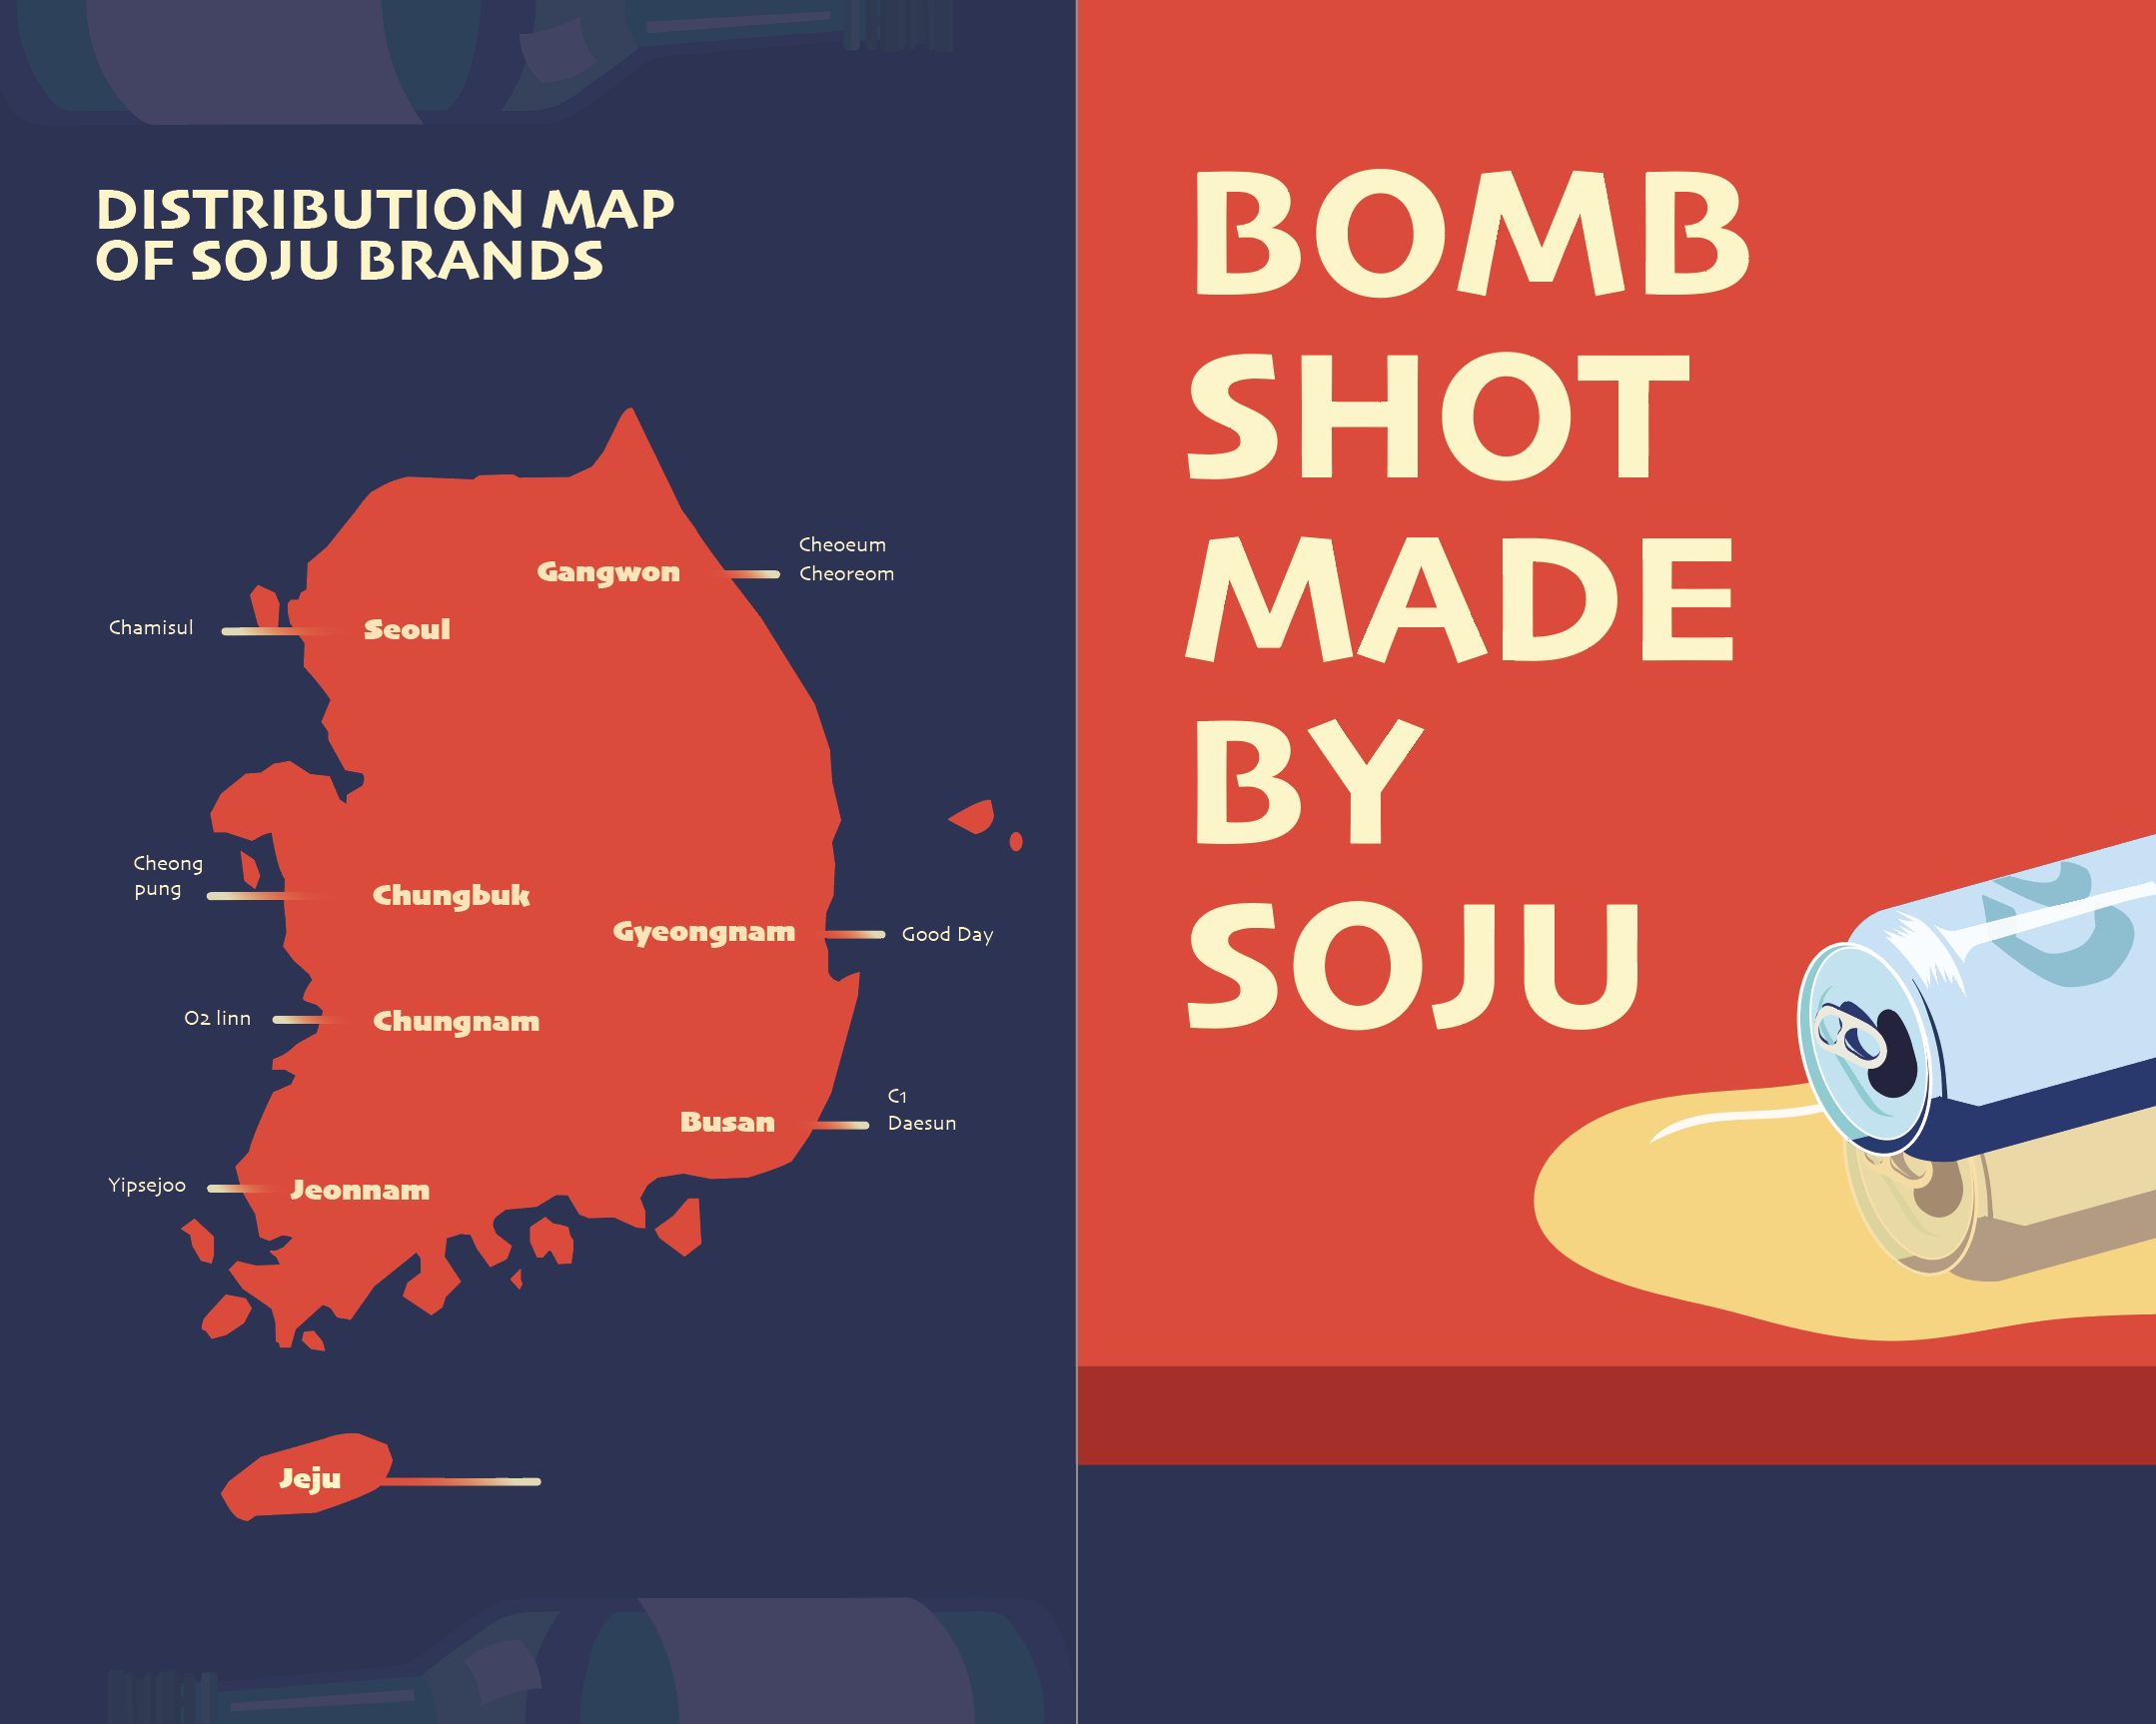 DISTRIBUTION MAP
OF SOJU BRANDS
Cheoeum
Cheoreom
Gangwon
Chamisul
Seoul
Cheong
pung
Chungbuk
Gyeongnam
Good Day
O2 linn
Chungnam
C1
Daesun
Busan
Yipsejoo
Jeonnam
Jeju
BOMB
SHOT
MADE
BY
SOJU